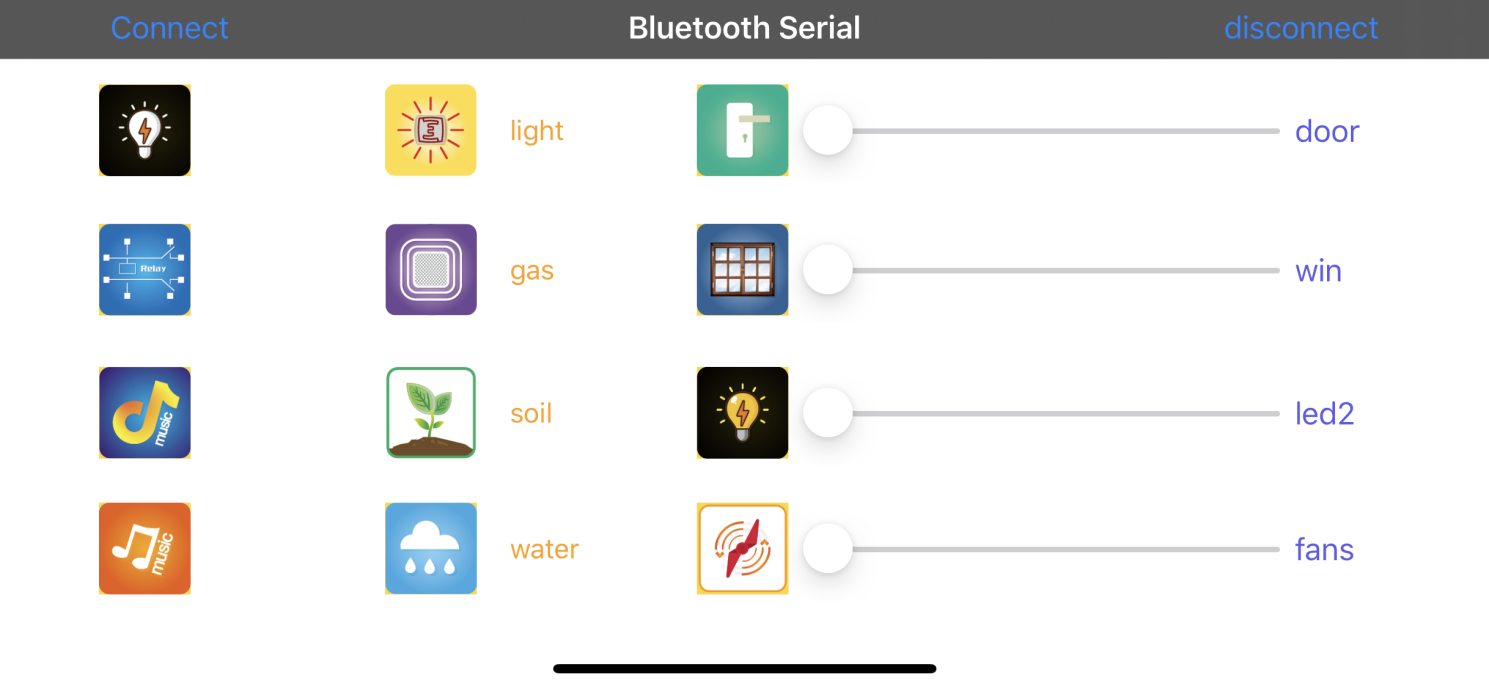 Connect Bluetooth Serial disconnect
light door
Relay gas win
music soil led2
music water fans